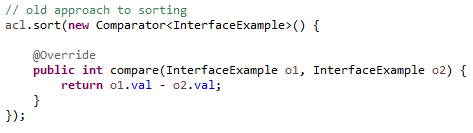 // old approach to sorting
acl.sort(new Comparator<InterfaceExample>() {
@Override
public int compare(InterfaceExample o1, InterfaceExample o2) {
return o1.val - o2.val;
}
});